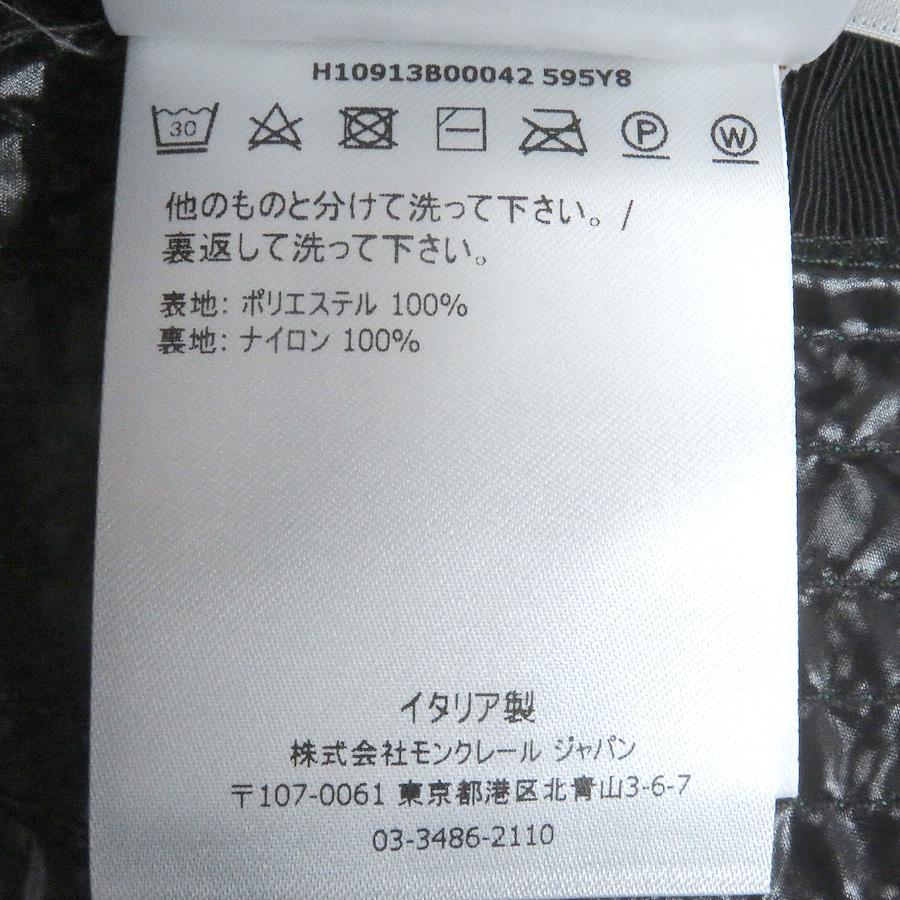 H10913B00042 595Y8
30
P
W
他のものと分けて洗って下さい。/
裏返して洗って下さい。
表地: ポリエステル 100%
裏地: ナイロン 100%
イタリア製
株式会社モンクレール ジャパン
〒107-0061 東京都港区北青山3-6-7
03-3486-2110